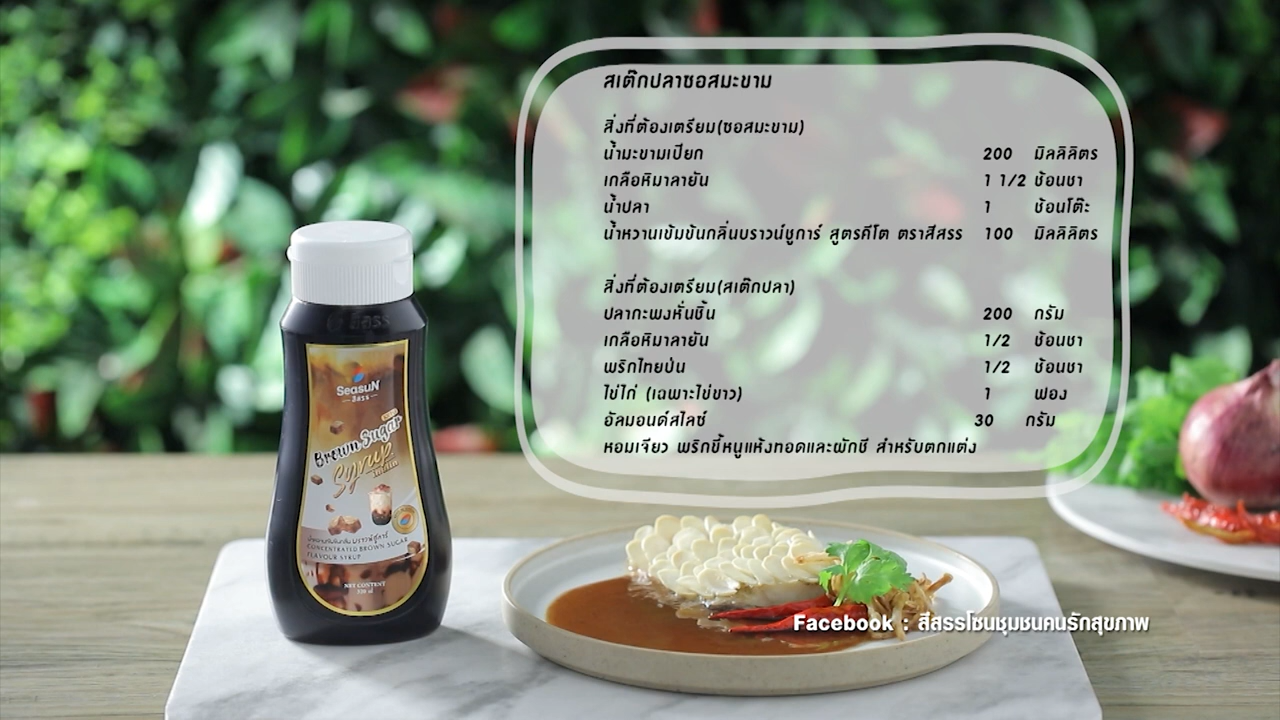 สเต๊กปลาซอสมะขาม
สิ่งที่ต้องเตรียม(ซอสมะขาม)
น้ำมะขามเปียก 200 มิลลิลิตร
เกลือหิมาลายัน 1 1/2 ช้อนชา
น้ำปลา 1 ช้อนโต๊ะ
น้ำหวานเข้มข้นกลิ่นบราวน์ชูการ์ สูตรคีโต ตราสีสรร 100 มิลลิลิตร
สิ่งที่ต้องเตรียม(สเต๊กปลา)
ปลากะพงหั่นชิ้น 200 กรัม
เกลือหิมาลายัน 1/2 ช้อนชา
พริกไทยป่น 1/2 ช้อนชา
ไข่ไก่ (เฉพาะไข่ขาว) 1 ฟอง
อัลมอนด์สไลซ์ 30 กรัม
หอมเจียว พริกขี้หนูแห้งทอดและผักชี สำหรับตกแต่ง
SeasuN
สีสรร
Brown Sugar
Syrup
CONCENTRATED BROWN SUGAR
FLAVOUR SYRUP
NET CONTENT
Facebook : สีสรรโซนชุมชนคนรักสุขภาพ